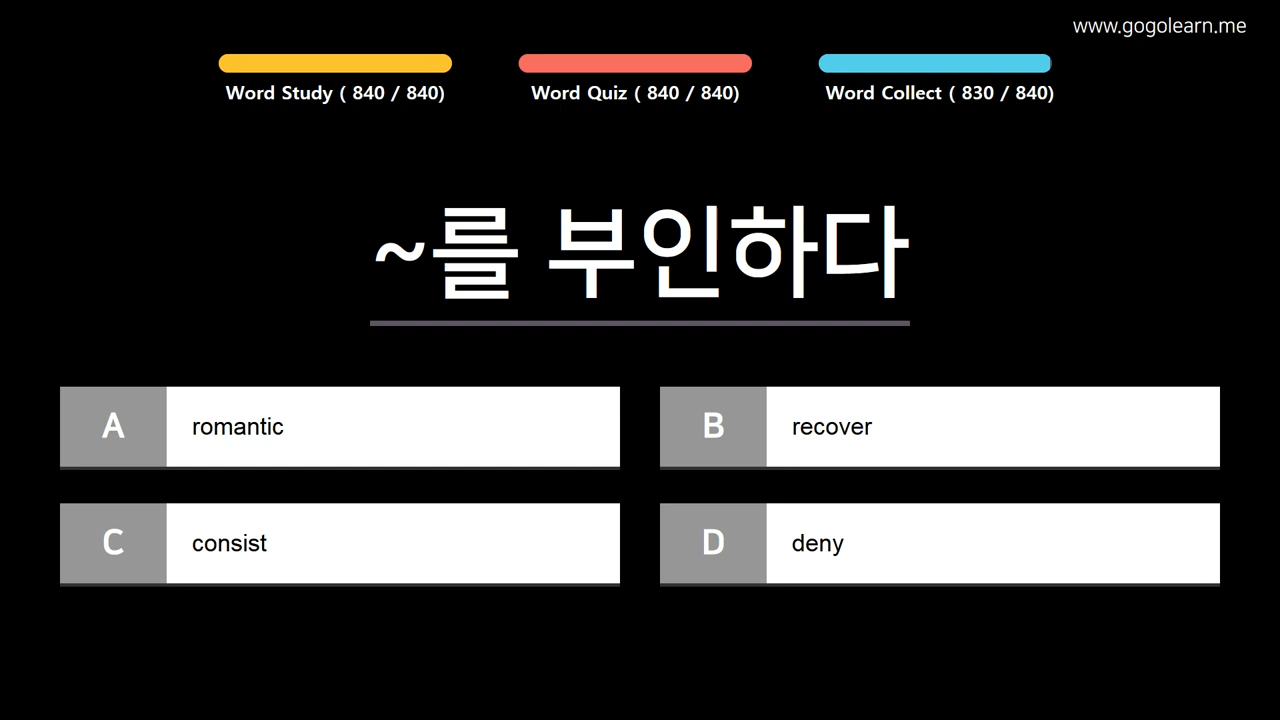 www.gogolearn.me
Word Study ( 840 / 840)
Word Quiz ( 840 / 840)
Word Collect ( 830 / 840)
~를 부인하다
A romantic
B recover
C consist
D deny